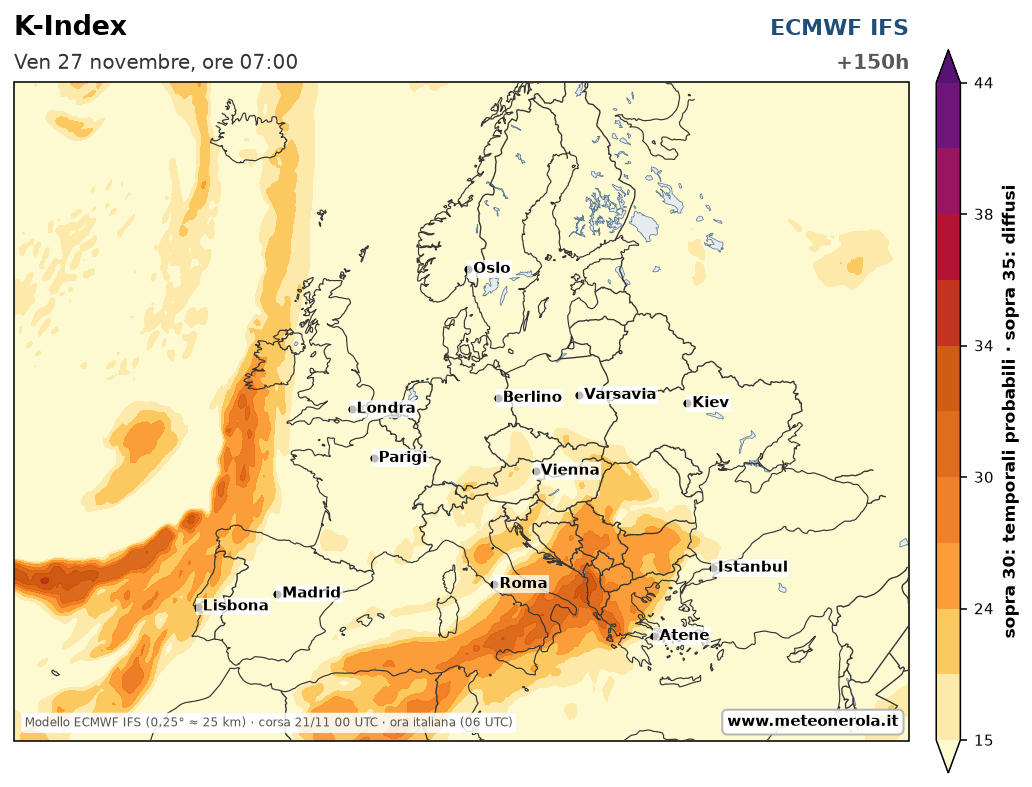 K-Index
ECMWF IFS
Ven 27 novembre, ore 07:00
+150h
44
38
34
30
24
15
sopra 30: temporali probabili · sopra 35: diffusi
Oslo
Londra
Berlino
Varsavia
Kiev
Parigi
Vienna
Roma
Istanbul
Madrid
Lisbona
Atene
Modello ECMWF IFS (0,25° ≈ 25 km) · corsa 21/11 00 UTC · ora italiana (06 UTC)
www.meteonerola.it